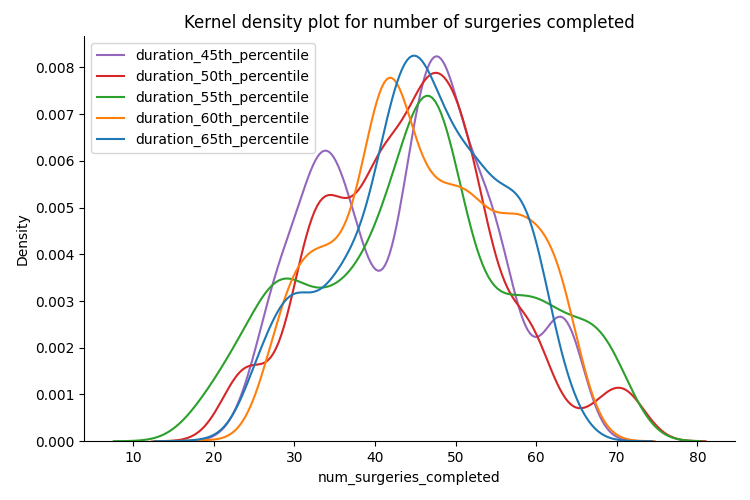 Kernel density plot for number of surgeries completed
duration_45th_percentile
duration_50th_percentile
duration_55th_percentile
duration_60th_percentile
duration_65th_percentile
0.008
0.007
0.006
0.005
0.004
0.003
0.002
0.001
0.000
Density
10 20 30 40 50 60 70 80
num_surgeries_completed